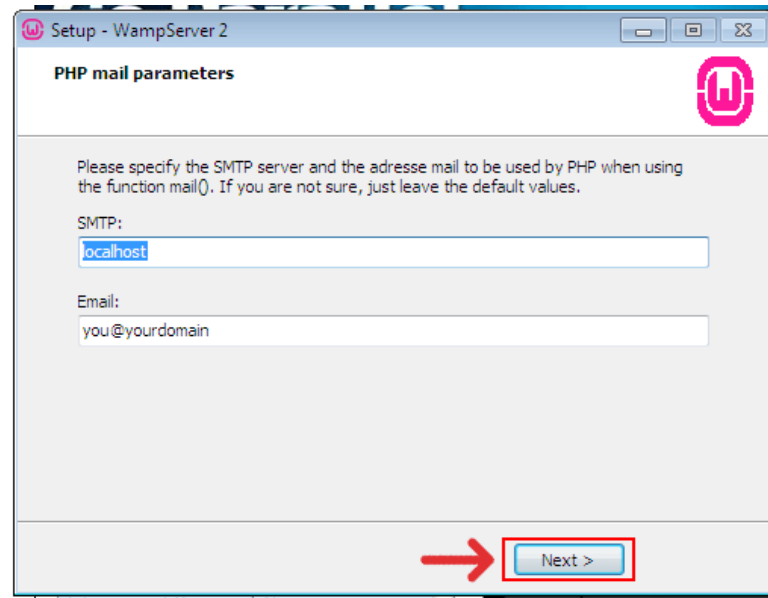 Setup - WampServer 2
PHP mail parameters
Please specify the SMTP server and the adresse mail to be used by PHP when using
the function mail(). If you are not sure, just leave the default values.
SMTP:
localhost
Email:
you@yourdomain
Next >